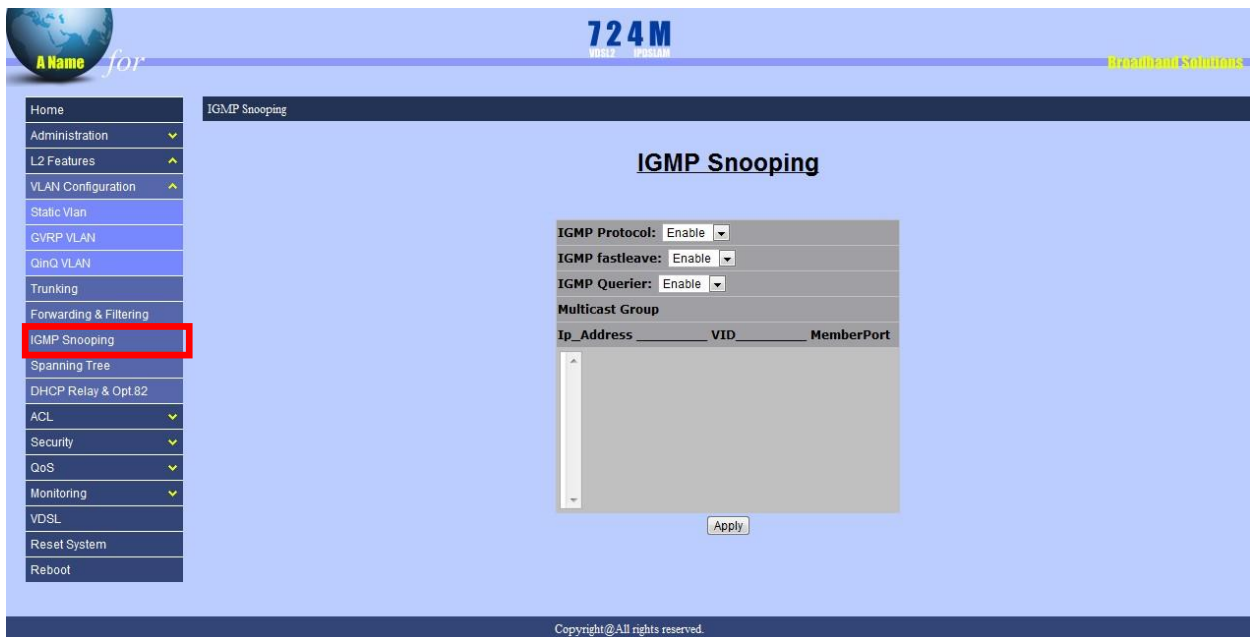 724M
VDSL2 IPDSLAM
A Name for
Broadband Solutions
Home
Administration
L2 Features
VLAN Configuration
Static Vlan
GVRP VLAN
QinQ VLAN
Trunking
Forwarding & Filtering
IGMP Snooping
Spanning Tree
DHCP Relay & Opt.82
ACL
Security
QoS
Monitoring
VDSL
Reset System
Reboot
IGMP Snooping
IGMP Snooping
IGMP Protocol: Enable
IGMP fastleave: Enable
IGMP Querier: Enable
Multicast Group
Ip_Address _________ VID_________ MemberPort
Apply
Copyright@All rights reserved.